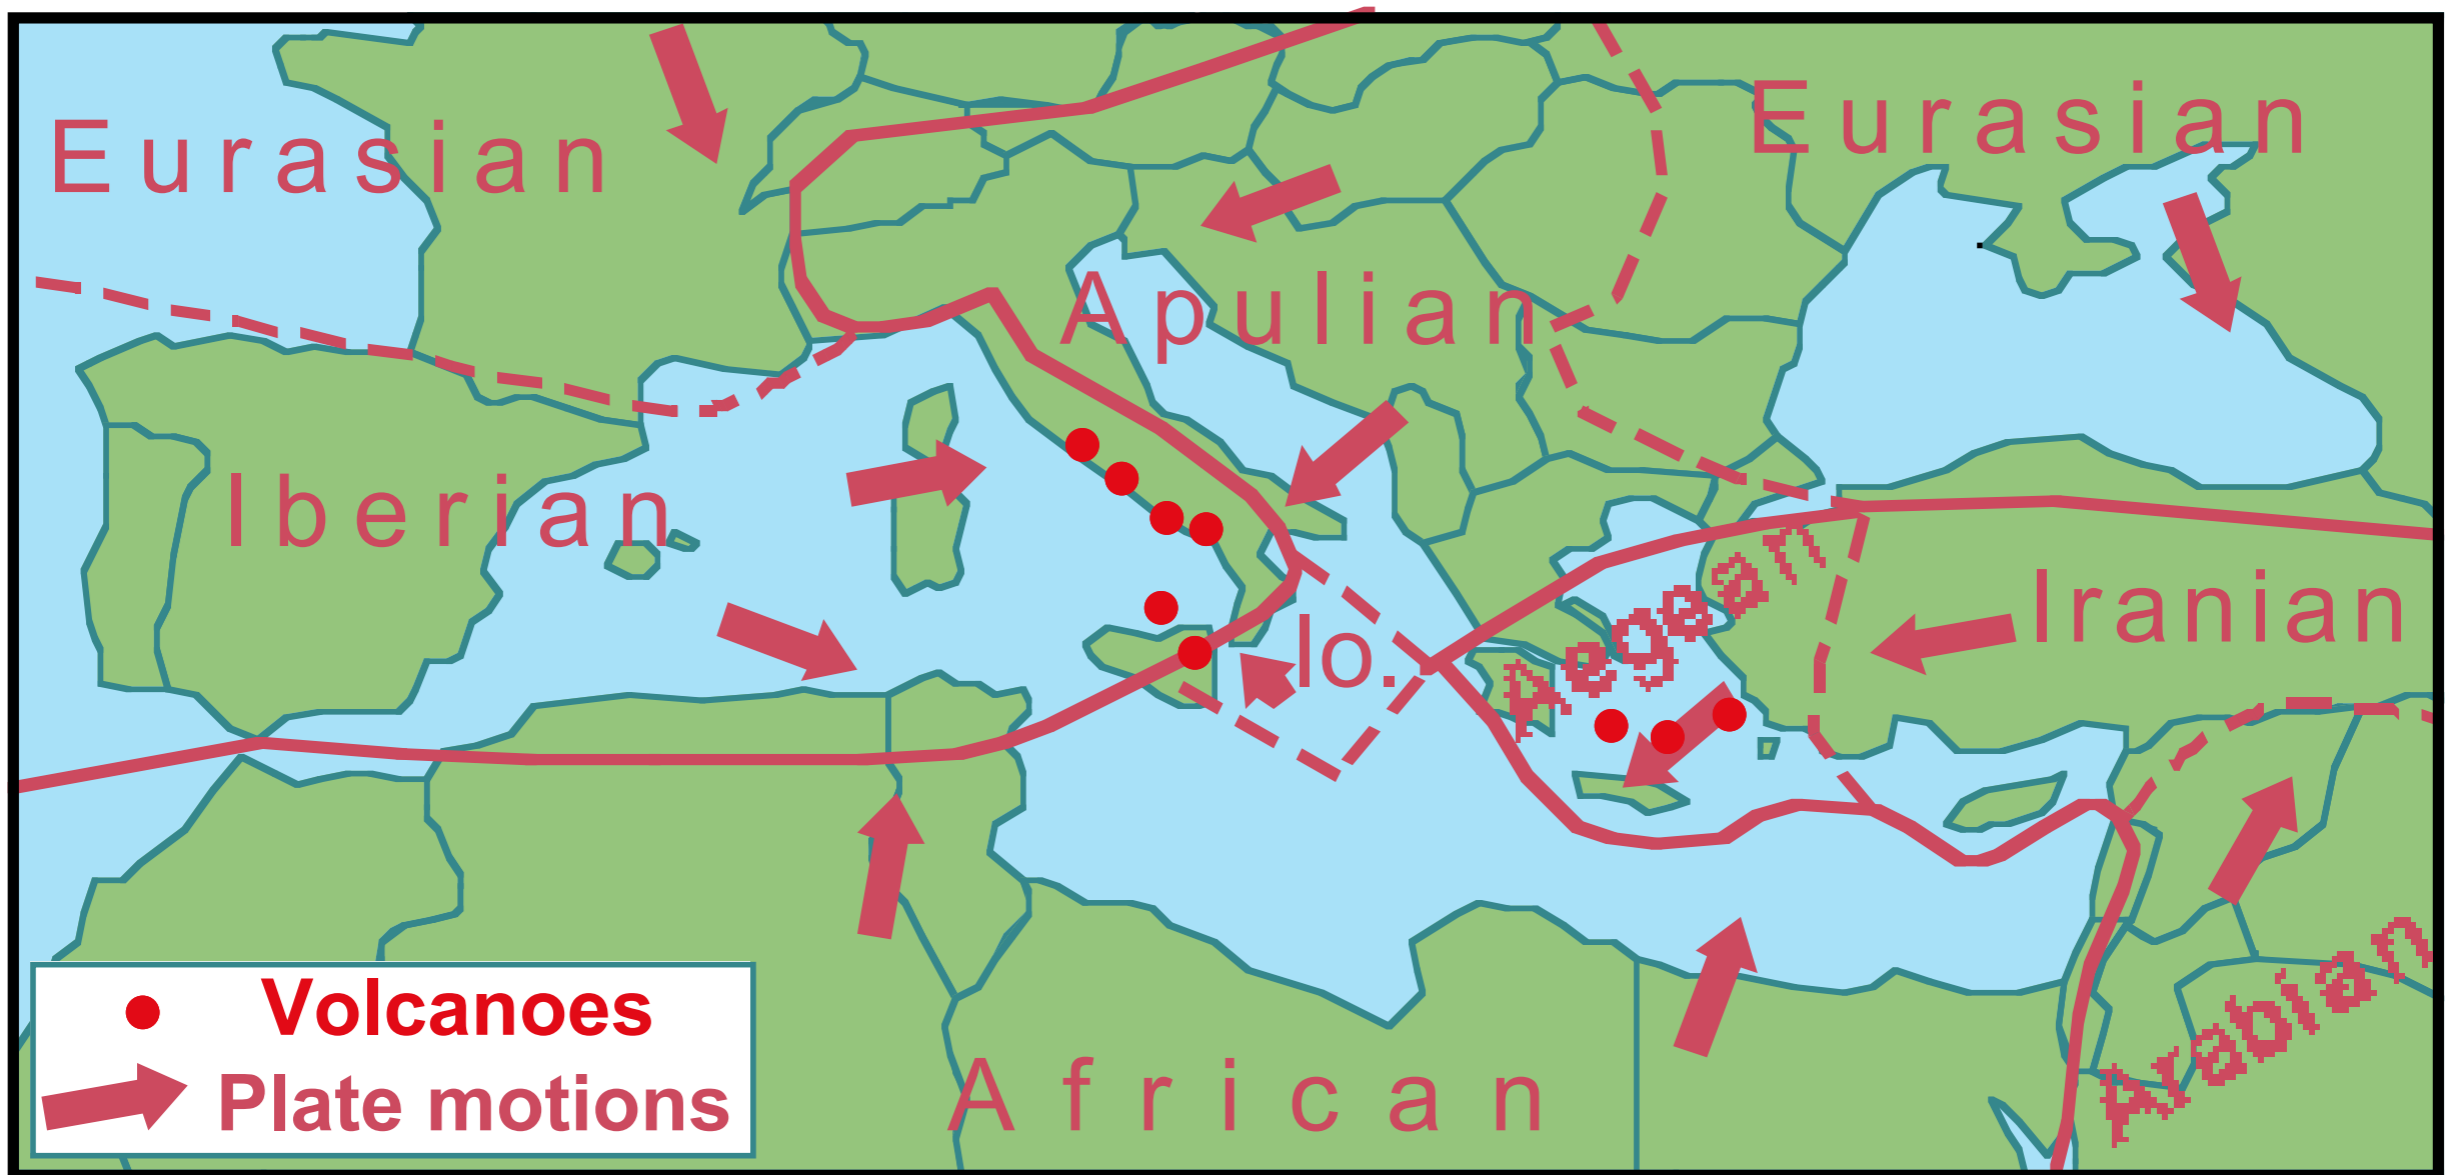 Eurasian
Eurasian
Apulian
Iberian
Aegean
Iranian
Io.
Arabian
African
Volcanoes
Plate motions